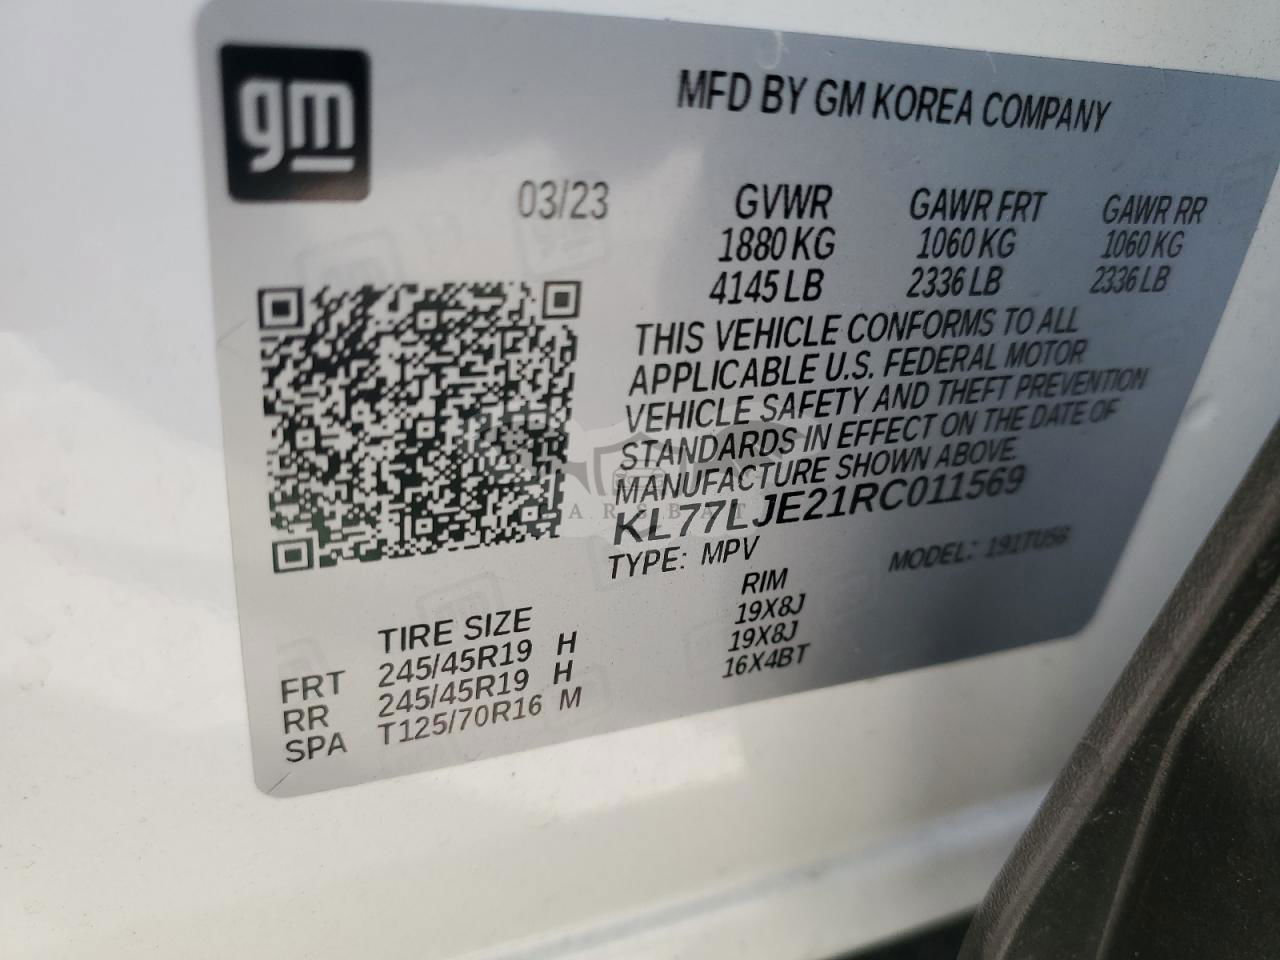 gm
MFD BY GM KOREA COMPANY
03/23 GVWR GAWR FRT GAWR RR
1880 KG 1060 KG 1060 KG
4145 LB 2336 LB 2336 LB
THIS VEHICLE CONFORMS TO ALL
APPLICABLE U.S. FEDERAL MOTOR
VEHICLE SAFETY AND THEFT PREVENTION
STANDARDS IN EFFECT ON THE DATE OF
MANUFACTURE SHOWN ABOVE.
KL77LJE21RC011569
TYPE: MPV MODEL: 191TU56
TIRE SIZE RIM
FRT 245/45R19 H 19X8J
RR 245/45R19 H 19X8J
SPA T125/70R16 M 16X4BT